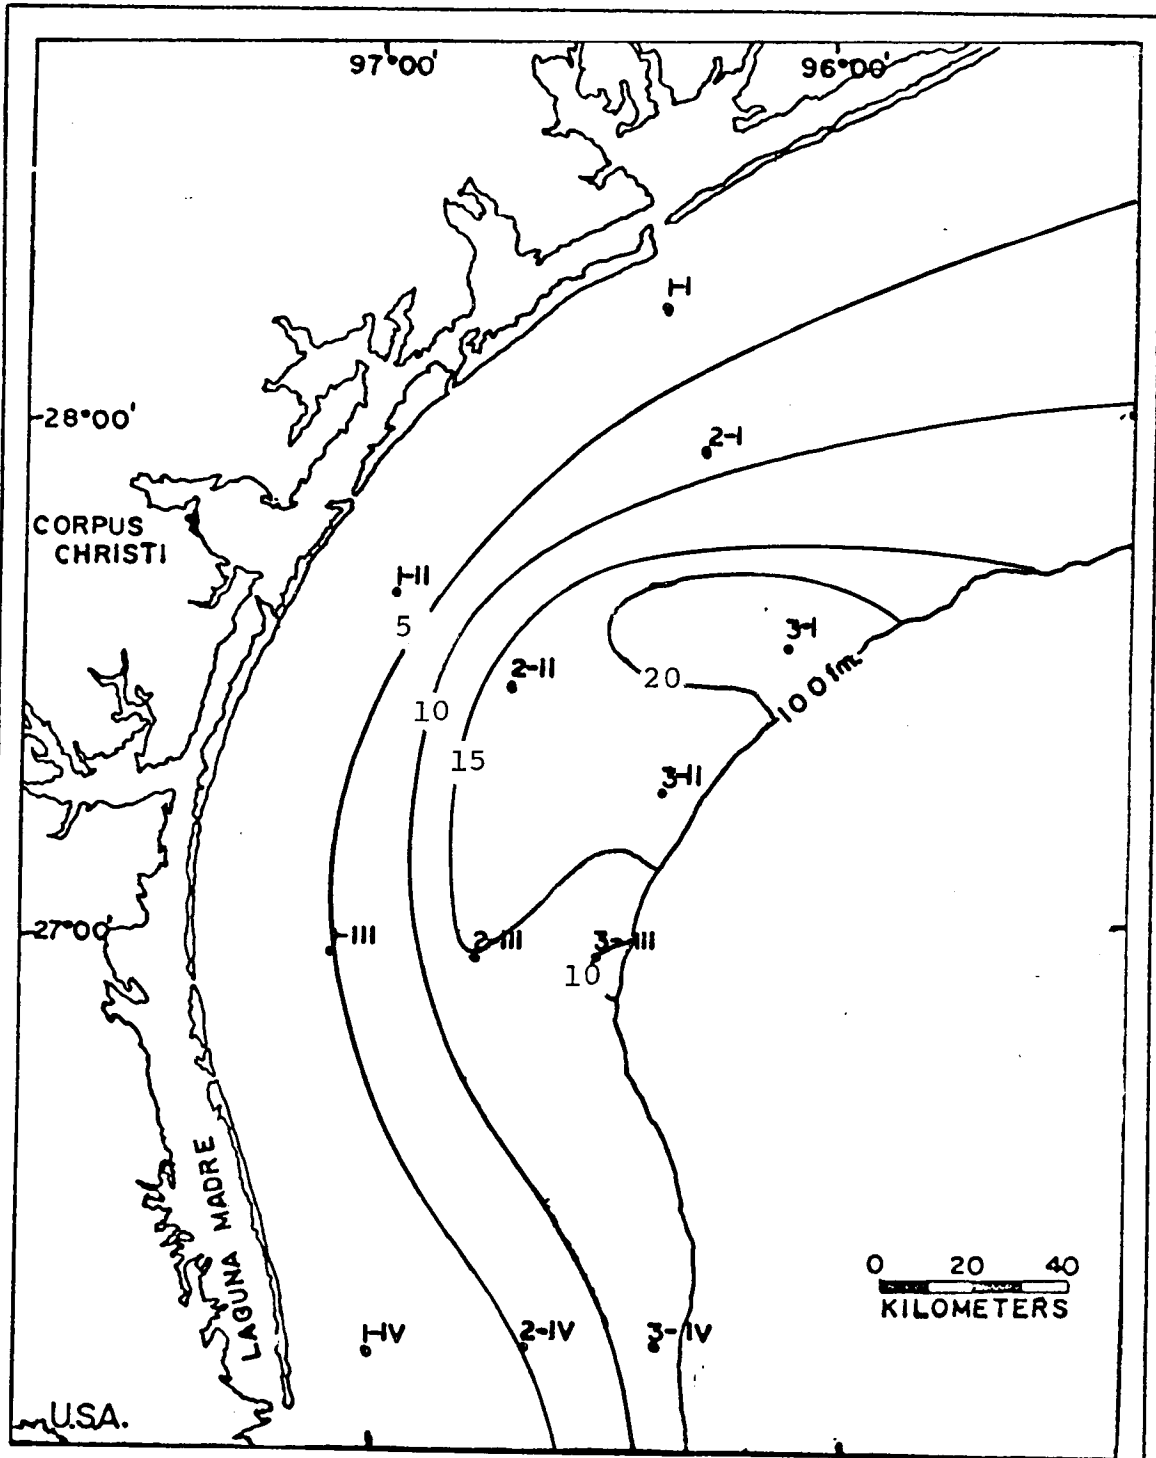 97°00'
96°00'
H
28°00'
2-I
CORPUS
CHRISTI
I-II
5
3-I
2-II
20
10
100 fm.
15
3-II
27°00'
-III
2-III
3-III
10
LAGUNA MADRE
0 20 40
KILOMETERS
I-IV
2-IV
3-IV
U.S.A.